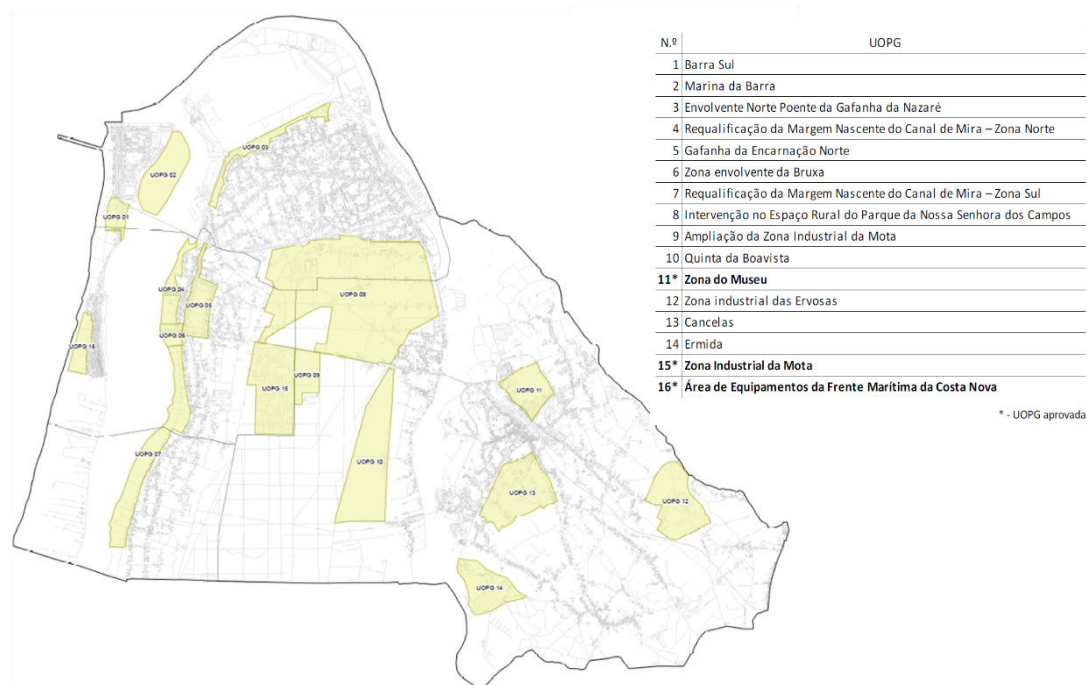 N.º UOPG
1 Barra Sul
2 Marina da Barra
3 Envolvente Norte Poente da Gafanha da Nazaré
4 Requalificação da Margem Nascente do Canal de Mira – Zona Norte
5 Gafanha da Encarnação Norte
6 Zona envolvente da Bruxa
7 Requalificação da Margem Nascente do Canal de Mira – Zona Sul
8 Intervenção no Espaço Rural do Parque da Nossa Senhora dos Campos
9 Ampliação da Zona Industrial da Mota
10 Quinta da Boavista
11* Zona do Museu
12 Zona industrial das Ervosas
13 Cancelas
14 Ermida
15* Zona Industrial da Mota
16* Área de Equipamentos da Frente Marítima da Costa Nova
* - UOPG aprovada
UOPG 03
UOPG 02
UOPG 01
UOPG 04
UOPG 08
UOPG 05
UOPG 06
UOPG 16
UOPG 09
UOPG 15
UOPG 11
UOPG 07
UOPG 10
UOPG 13
UOPG 12
UOPG 14